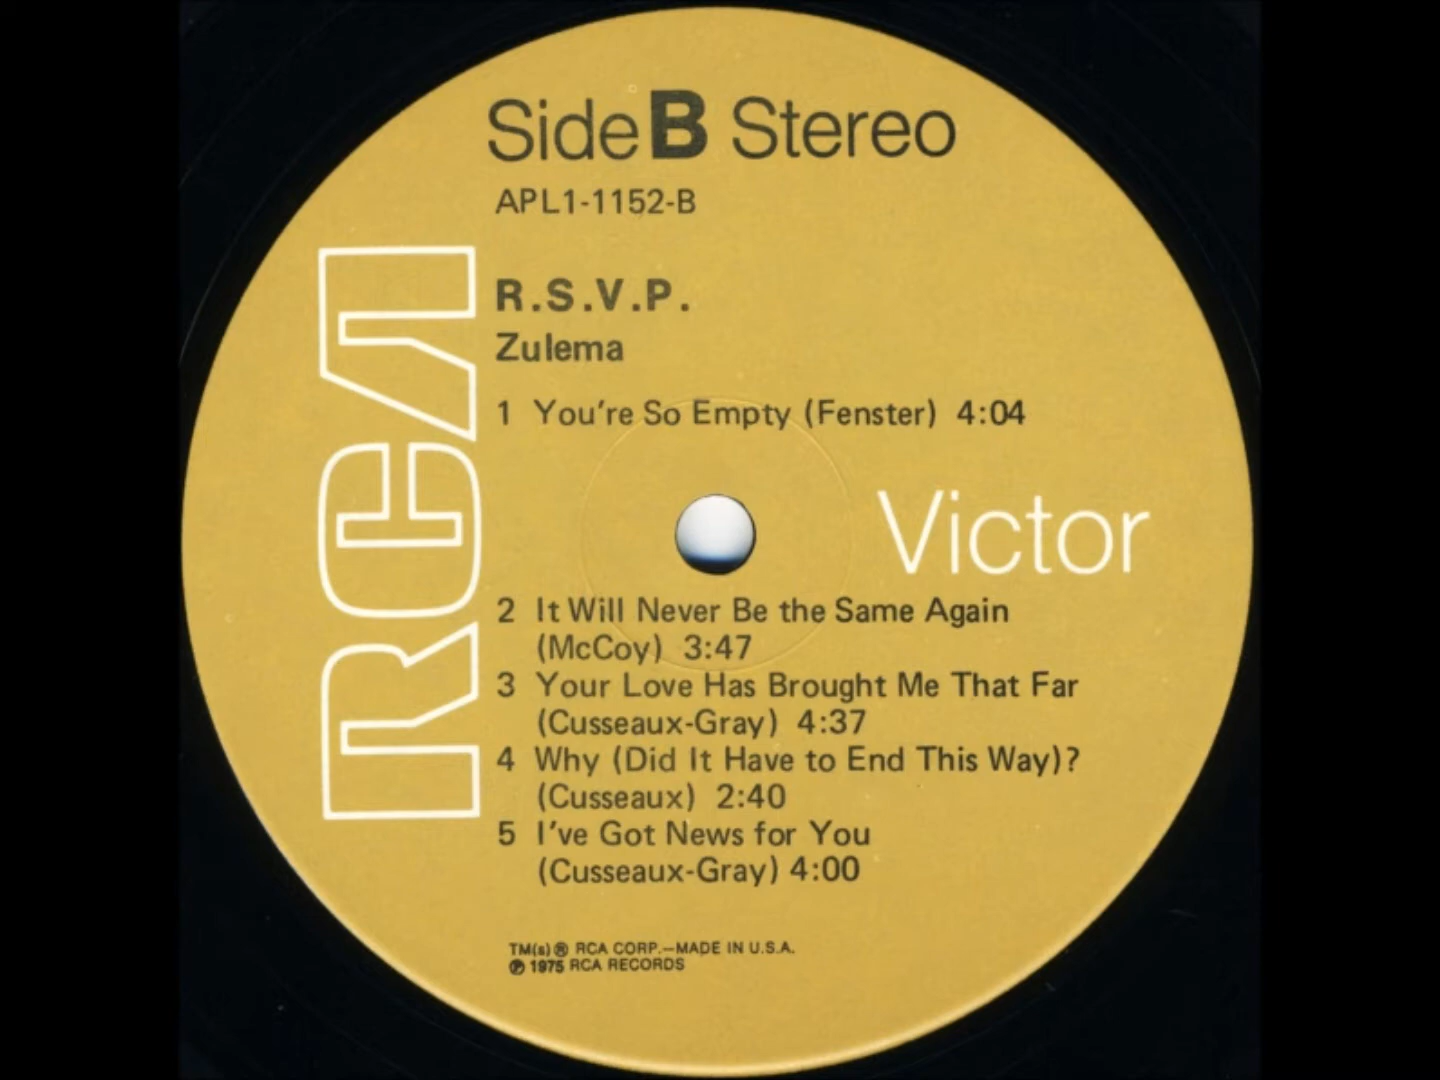 Side B Stereo
APL1-1152-B
R.S.V.P.
Zulema
1 You're So Empty (Fenster) 4:04
RCA
Victor
2 It Will Never Be the Same Again
(McCoy) 3:47
3 Your Love Has Brought Me That Far
(Cusseaux-Gray) 4:37
4 Why (Did It Have to End This Way)?
(Cusseaux) 2:40
5 I've Got News for You
(Cusseaux-Gray) 4:00
TM(s) ® RCA CORP.—MADE IN U.S.A.
℗ 1975 RCA RECORDS